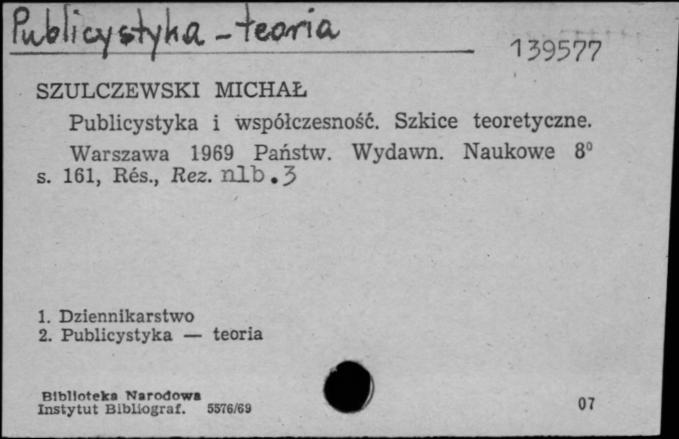 Publicystyka - teoria
139577
SZULCZEWSKI MICHAŁ
Publicystyka i współczesność. Szkice teoretyczne.
Warszawa 1969 Państw. Wydawn. Naukowe 8⁰
s. 161, Rés., Rez. nlb.3
1. Dziennikarstwo
2. Publicystyka — teoria
Biblioteka Narodowa
Instytut Bibliograf. 5576/69
07